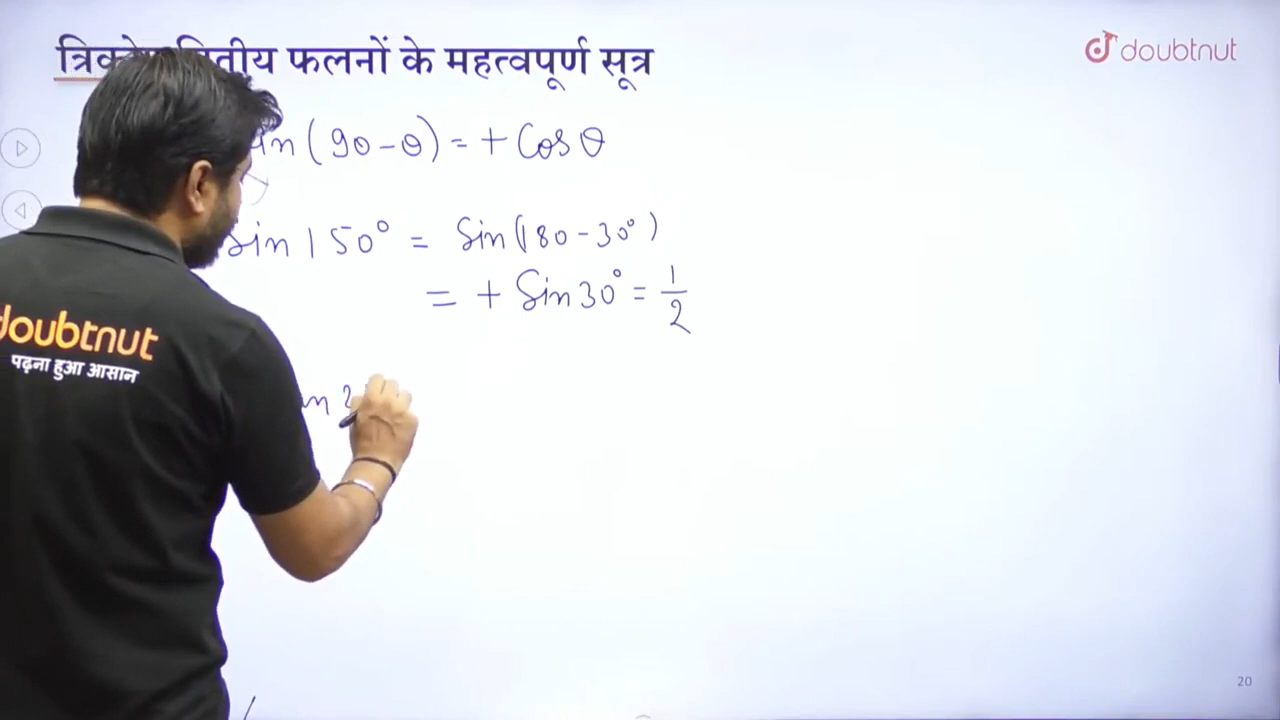 फलनों के महत्वपूर्ण सूत्र
doubtnut
(90-θ) = + Cos θ
Sin 150° = Sin(180-30°)
= + Sin 30° = 1/2
doubtnut
पढ़ना हुआ आसान
20